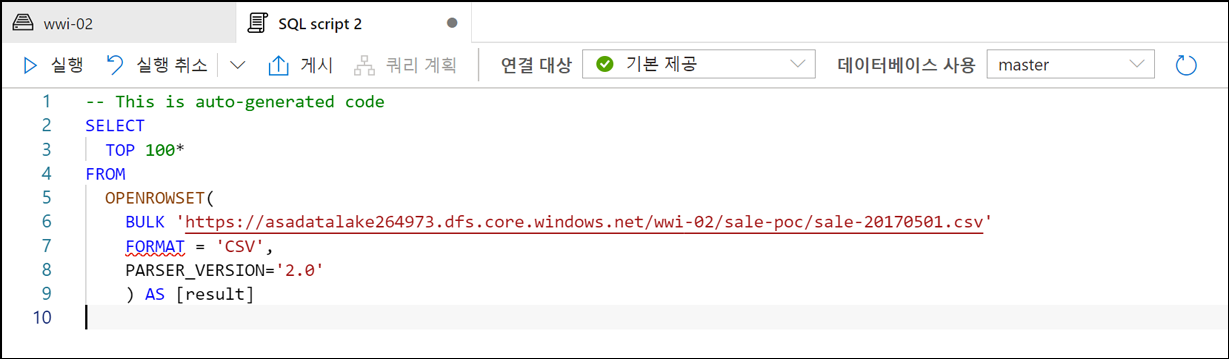 wwi-02 SQL script 2
실행 실행 취소 게시 쿼리 계획 연결 대상 기본 제공 데이터베이스 사용 master
1 -- This is auto-generated code
2 SELECT
3 TOP 100*
4 FROM
5 OPENROWSET(
6 BULK 'https://asadatalake264973.dfs.core.windows.net/wwi-02/sale-poc/sale-20170501.csv'
7 FORMAT = 'CSV',
8 PARSER_VERSION='2.0'
9 ) AS [result]
10